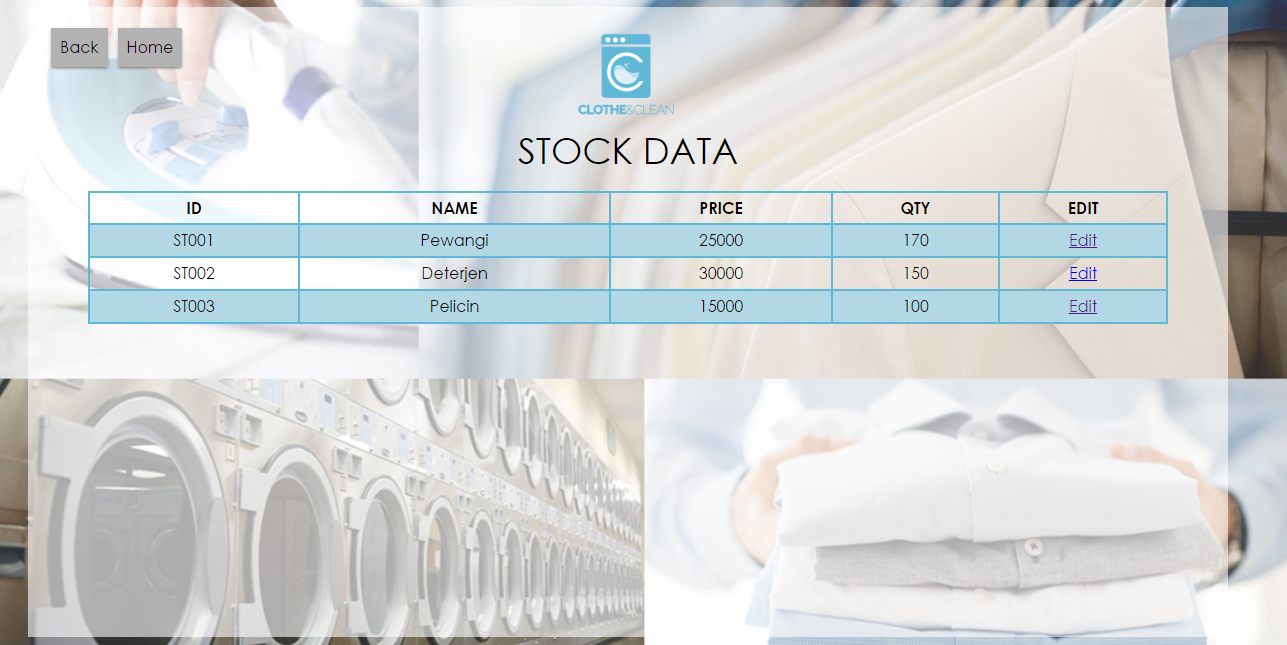 Back Home
CLOTHE&CLEAN
STOCK DATA
ID NAME PRICE QTY EDIT
ST001 Pewangi 25000 170 Edit
ST002 Deterjen 30000 150 Edit
ST003 Pelicin 15000 100 Edit